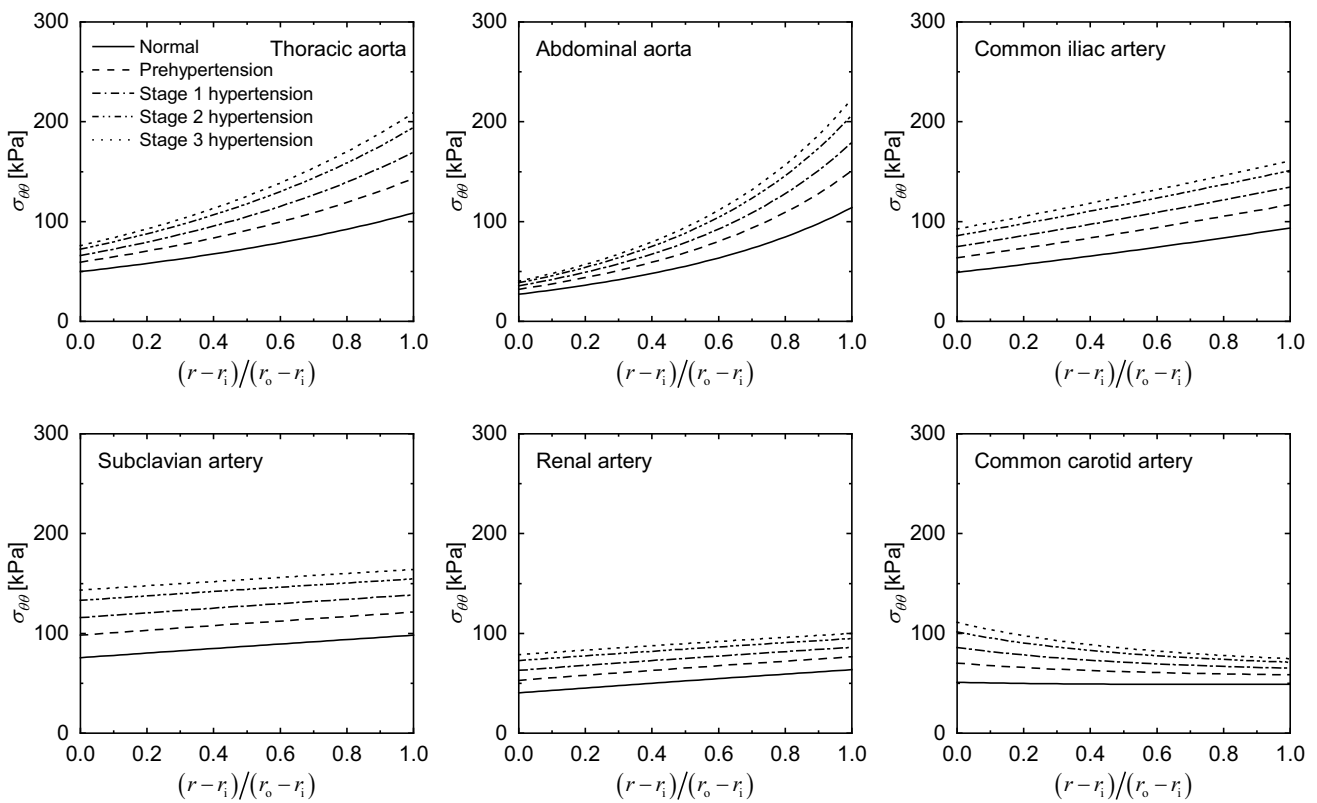 300
200
100
0
σθθ [kPa]
Normal
Prehypertension
Stage 1 hypertension
Stage 2 hypertension
Stage 3 hypertension
Thoracic aorta
0.0 0.2 0.4 0.6 0.8 1.0
(r − ri)/(ro − ri)
300
200
100
0
σθθ [kPa]
Abdominal aorta
0.0 0.2 0.4 0.6 0.8 1.0
(r − ri)/(ro − ri)
300
200
100
0
σθθ [kPa]
Common iliac artery
0.0 0.2 0.4 0.6 0.8 1.0
(r − ri)/(ro − ri)
300
200
100
0
σθθ [kPa]
Subclavian artery
0.0 0.2 0.4 0.6 0.8 1.0
(r − ri)/(ro − ri)
300
200
100
0
σθθ [kPa]
Renal artery
0.0 0.2 0.4 0.6 0.8 1.0
(r − ri)/(ro − ri)
300
200
100
0
σθθ [kPa]
Common carotid artery
0.0 0.2 0.4 0.6 0.8 1.0
(r − ri)/(ro − ri)